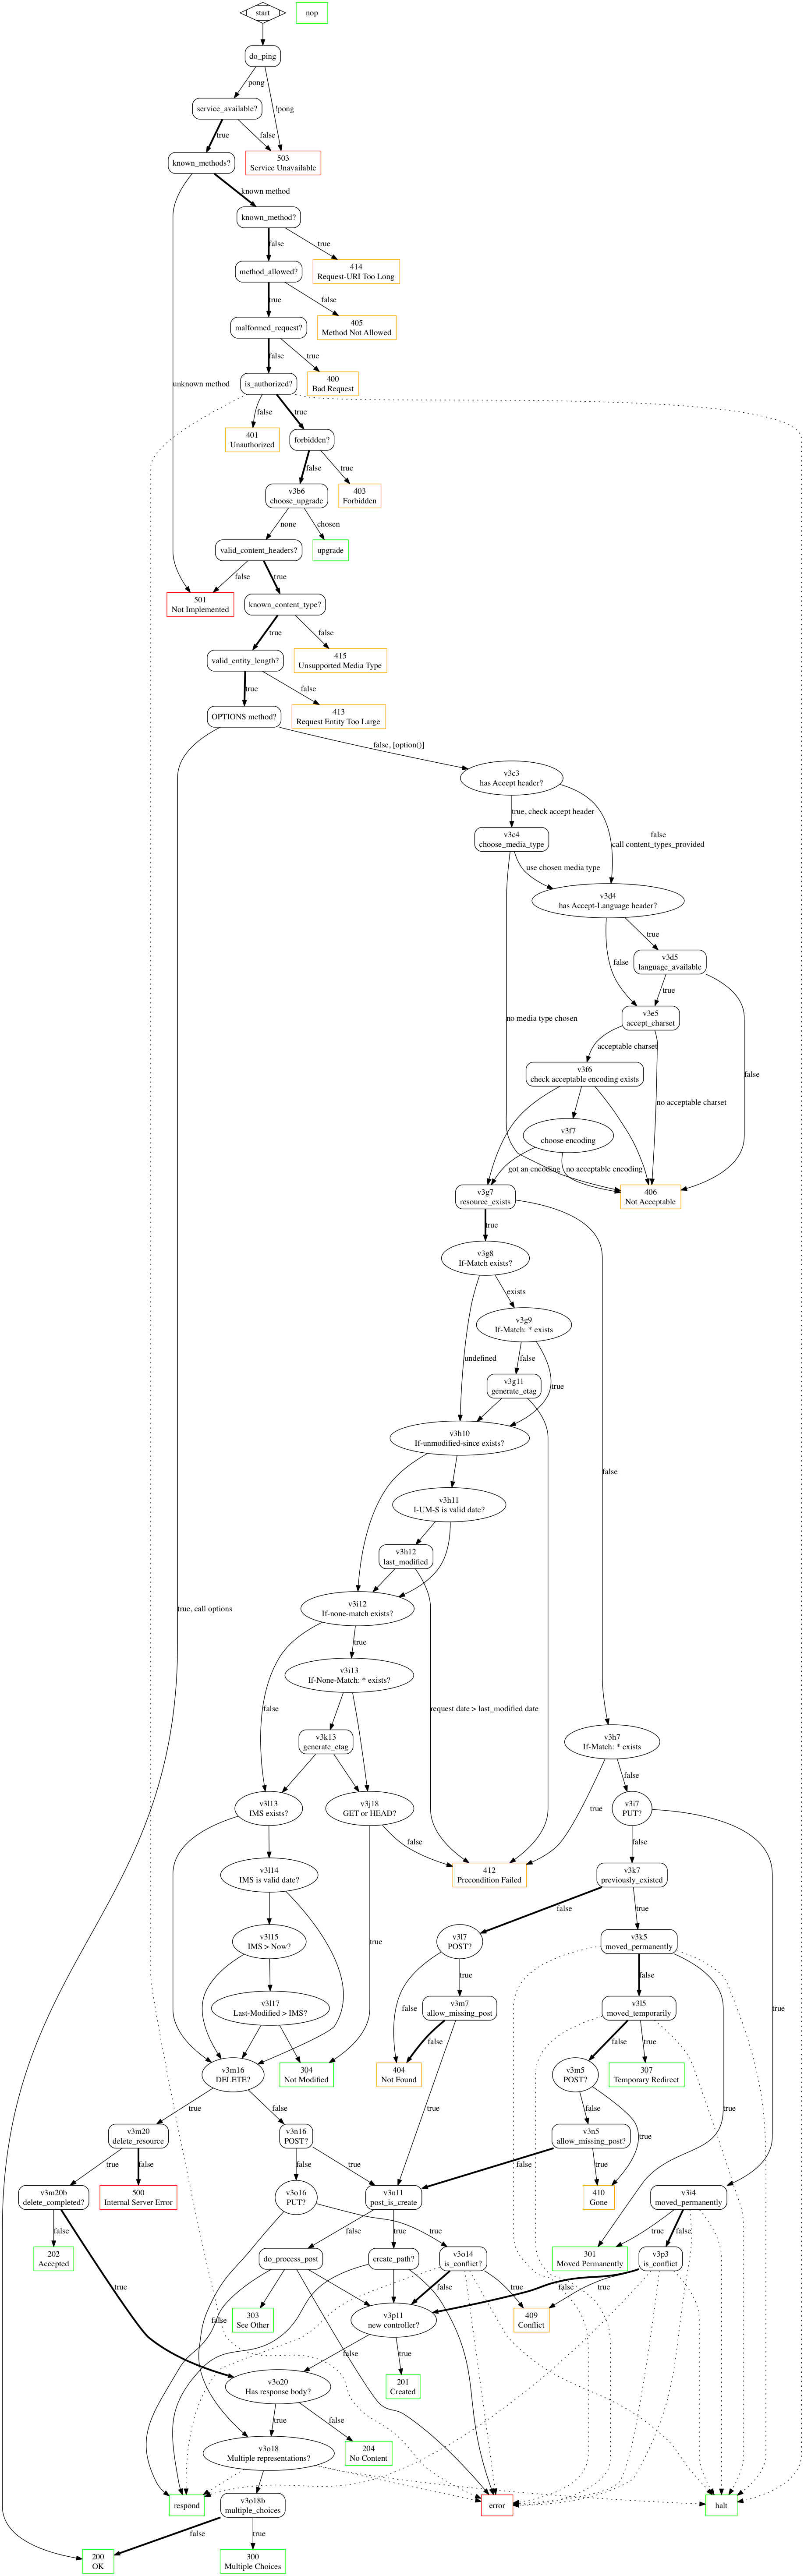 start
nop
do_ping
pong
service_available?
!pong
true
false
known_methods?
503
Service Unavailable
known method
known_method?
false
true
method_allowed?
414
Request-URI Too Long
true
false
malformed_request?
405
Method Not Allowed
false
true
unknown method
is_authorized?
400
Bad Request
false
true
401
Unauthorized
forbidden?
false
true
v3b6
choose_upgrade
403
Forbidden
none
chosen
valid_content_headers?
upgrade
false
true
501
Not Implemented
known_content_type?
true
false
valid_entity_length?
415
Unsupported Media Type
true
false
OPTIONS method?
413
Request Entity Too Large
false, [option()]
v3c3
has Accept header?
true, check accept header
false
call content_types_provided
v3c4
choose_media_type
use chosen media type
v3d4
has Accept-Language header?
true
false
v3d5
language_available
true
no media type chosen
v3e5
accept_charset
acceptable charset
v3f6
check acceptable encoding exists
false
no acceptable charset
v3f7
choose encoding
got an encoding
no acceptable encoding
v3g7
resource_exists
406
Not Acceptable
true
v3g8
If-Match exists?
exists
v3g9
If-Match: * exists
undefined
false
true
v3g11
generate_etag
v3h10
If-unmodified-since exists?
false
v3h11
I-UM-S is valid date?
v3h12
last_modified
v3i12
If-none-match exists?
true, call options
true
v3i13
If-None-Match: * exists?
false
request date > last_modified date
v3k13
generate_etag
v3h7
If-Match: * exists
false
v3l13
IMS exists?
v3j18
GET or HEAD?
true
v3i7
PUT?
false
false
v3l14
IMS is valid date?
412
Precondition Failed
v3k7
previously_existed
false
true
v3l15
IMS > Now?
true
v3l7
POST?
v3k5
moved_permanently
true
false
v3l17
Last-Modified > IMS?
false
v3m7
allow_missing_post
v3l5
moved_temporarily
true
false
false
true
v3m16
DELETE?
304
Not Modified
404
Not Found
v3m5
POST?
307
Temporary Redirect
true
false
true
false
true
true
v3m20
delete_resource
v3n16
POST?
v3n5
allow_missing_post?
true
false
false
true
false
true
v3m20b
delete_completed?
500
Internal Server Error
v3o16
PUT?
v3n11
post_is_create
410
Gone
v3i4
moved_permanently
false
false
true
true
true
false
202
Accepted
true
do_process_post
create_path?
v3o14
is_conflict?
301
Moved Permanently
v3p3
is_conflict
false
true
false
true
false
303
See Other
v3p11
new controller?
409
Conflict
false
true
v3o20
Has response body?
201
Created
true
false
v3o18
Multiple representations?
204
No Content
respond
v3o18b
multiple_choices
error
halt
false
true
200
OK
300
Multiple Choices